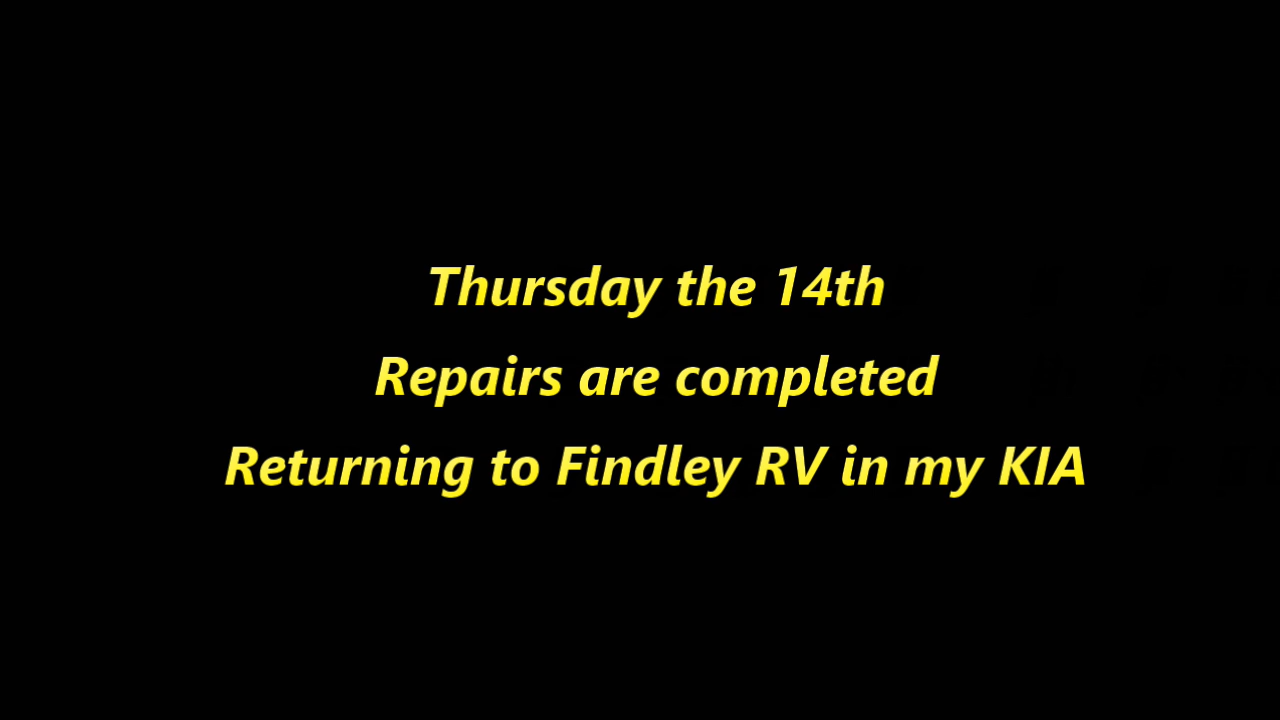 Thursday the 14th
Repairs are completed
Returning to Findley RV in my KIA